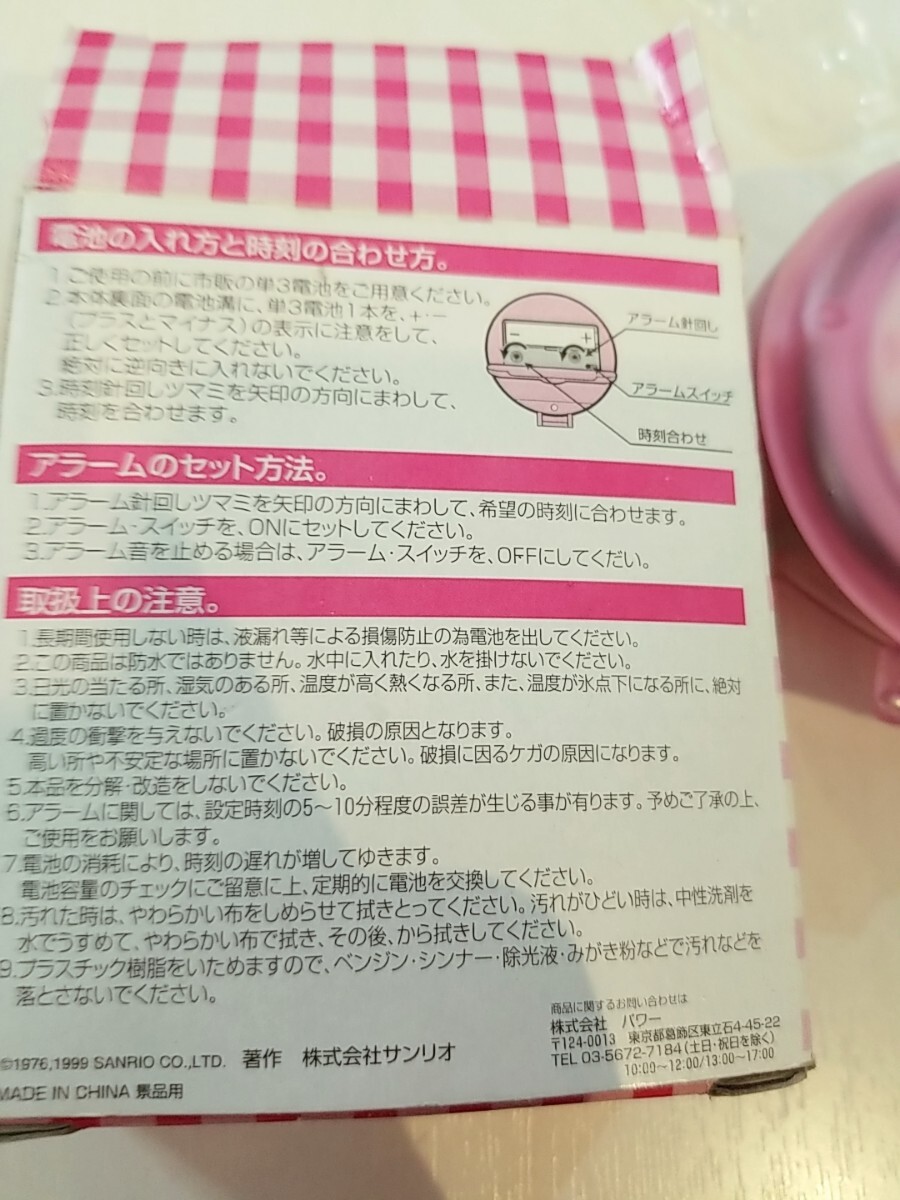 電池の入れ方と時刻の合わせ方。
1.ご使用の前に市販の単3電池をご用意ください。
2.本体裏面の電池溝に、単3電池1本を、+・−
(プラスとマイナス)の表示に注意をして、
正しくセットしてください。
絶対に逆向きに入れないでください。
3.時刻針回しツマミを矢印の方向にまわして、
時刻を合わせます。
アラーム針回し
アラームスイッチ
時刻合わせ
アラームのセット方法。
1.アラーム針回しツマミを矢印の方向にまわして、希望の時刻に合わせます。
2.アラーム・スイッチを、ONにセットしてください。
3.アラーム音を止める場合は、アラーム・スイッチを、OFFにしてくだい。
取扱上の注意。
1.長期間使用しない時は、液漏れ等による損傷防止の為電池を出してください。
2.この商品は防水ではありません。水中に入れたり、水を掛けないでください。
3.日光の当たる所、湿気のある所、温度が高く熱くなる所、また、温度が氷点下になる所に、絶対
に置かないでください。
4.過度の衝撃を与えないでください。破損の原因となります。
高い所や不安定な場所に置かないでください。破損に因るケガの原因になります。
5.本品を分解・改造をしないでください。
6.アラームに関しては、設定時刻の5〜10分程度の誤差が生じる事が有ります。予めご了承の上、
ご使用をお願いします。
7.電池の消耗により、時刻の遅れが増してゆきます。
電池容量のチェックにご留意に上、定期的に電池を交換してください。
8.汚れた時は、やわらかい布をしめらせて拭きとってください。汚れがひどい時は、中性洗剤を
水でうすめて、やわらかい布で拭き、その後、から拭きしてください。
9.プラスチック樹脂をいためますので、ベンジン・シンナー・除光液・みがき粉などで汚れなどを
落とさないでください。
商品に関するお問い合わせは
株式会社 パワー
〒124-0013 東京都葛飾区東立石4-45-22
TEL 03-5672-7184(土日・祝日を除く)
10:00〜12:00/13:00〜17:00
©1976,1999 SANRIO CO.,LTD. 著作 株式会社サンリオ
MADE IN CHINA 景品用